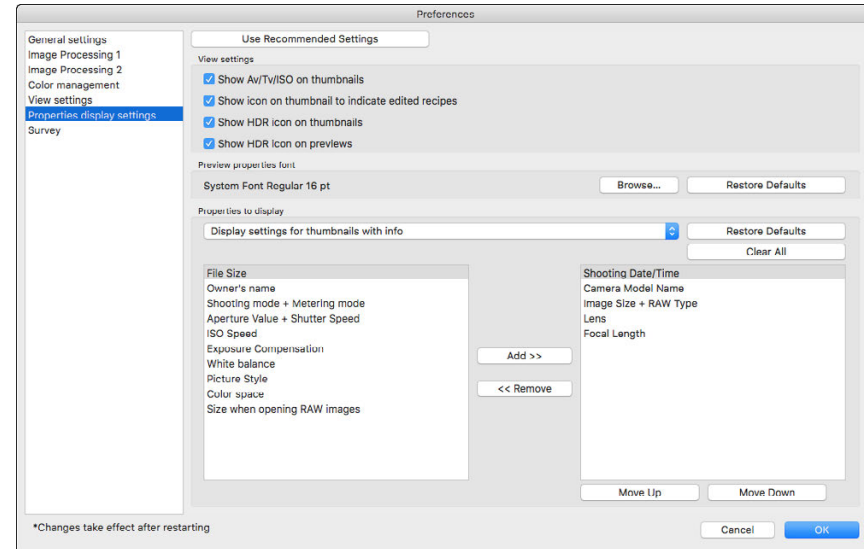 Preferences
General settings
Image Processing 1
Image Processing 2
Color management
View settings
Properties display settings
Survey
Use Recommended Settings
View settings
Show Av/Tv/ISO on thumbnails
Show icon on thumbnail to indicate edited recipes
Show HDR icon on thumbnails
Show HDR Icon on previews
Preview properties font
System Font Regular 16 pt
Browse...
Restore Defaults
Properties to display
Display settings for thumbnails with info
Restore Defaults
Clear All
File Size
Owner's name
Shooting mode + Metering mode
Aperture Value + Shutter Speed
ISO Speed
Exposure Compensation
White balance
Picture Style
Color space
Size when opening RAW images
Add >>
<< Remove
Shooting Date/Time
Camera Model Name
Image Size + RAW Type
Lens
Focal Length
Move Up
Move Down
*Changes take effect after restarting
Cancel
OK